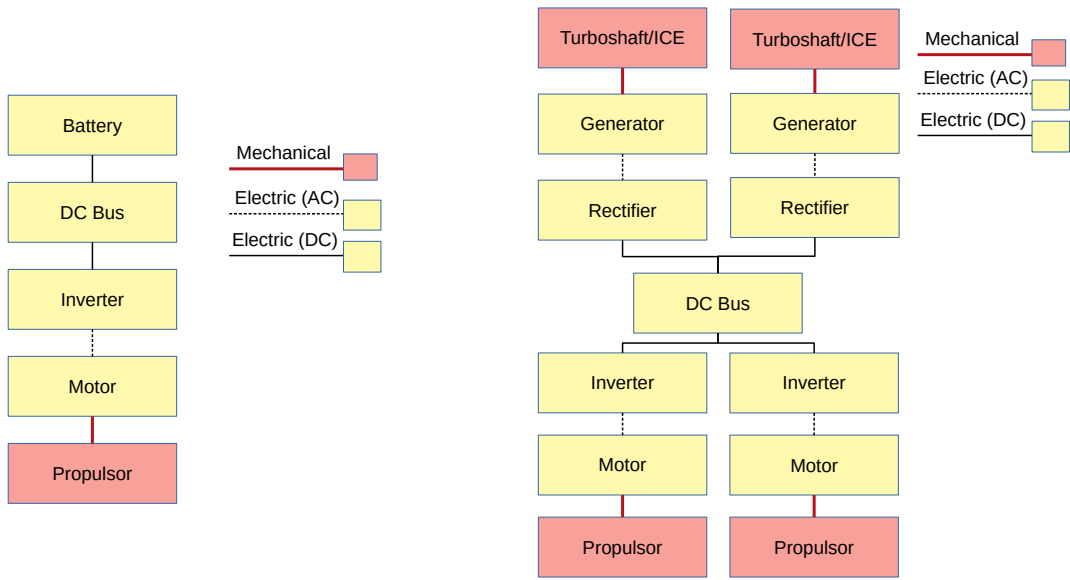 Battery
DC Bus
Inverter
Motor
Propulsor
Mechanical
Electric (AC)
Electric (DC)
Turboshaft/ICE
Turboshaft/ICE
Generator
Generator
Rectifier
Rectifier
DC Bus
Inverter
Inverter
Motor
Motor
Propulsor
Propulsor
Mechanical
Electric (AC)
Electric (DC)